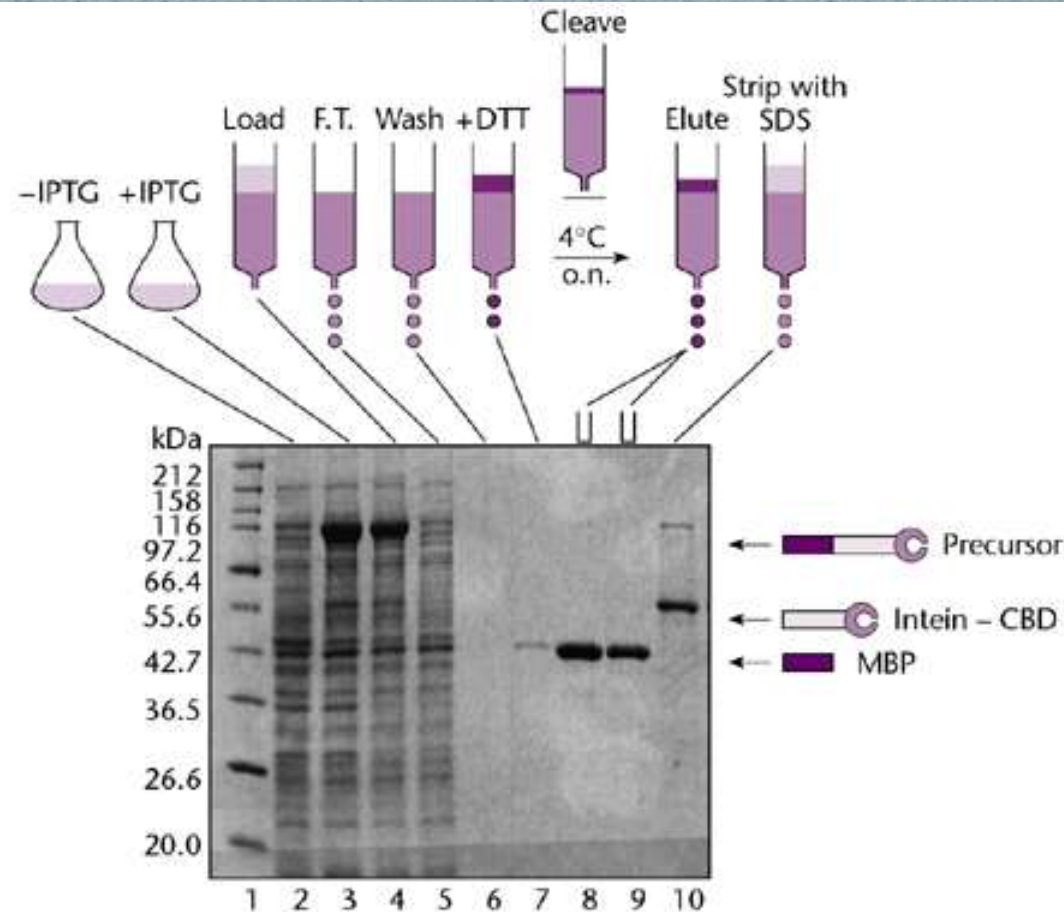 Cleave
Strip with
SDS
Load F.T. Wash +DTT Elute
–IPTG +IPTG
4°C
o.n.
kDa
212
158
116
97.2
66.4
55.6
42.7
36.5
26.6
20.0
Precursor
Intein – CBD
MBP
1 2 3 4 5 6 7 8 9 10